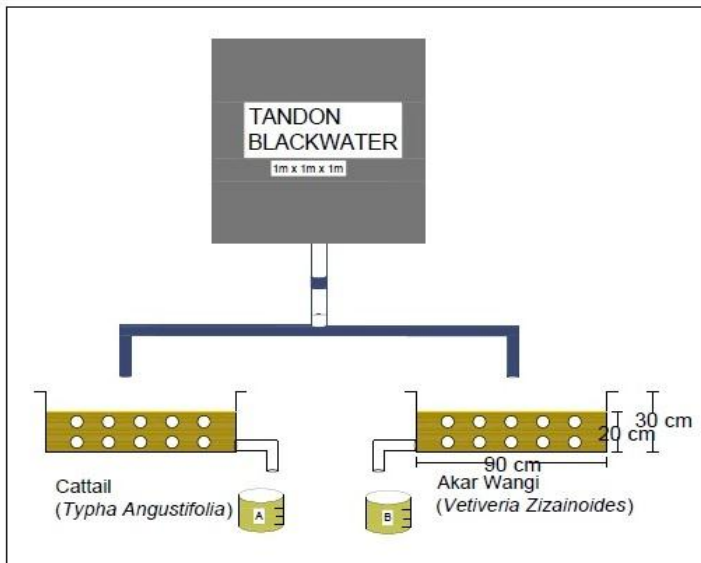 TANDON
BLACKWATER
1m x 1m x 1m
30 cm
20 cm
90 cm
Cattail
(Typha Angustifolia)
Akar Wangi
(Vetiveria Zizainoides)
A
B